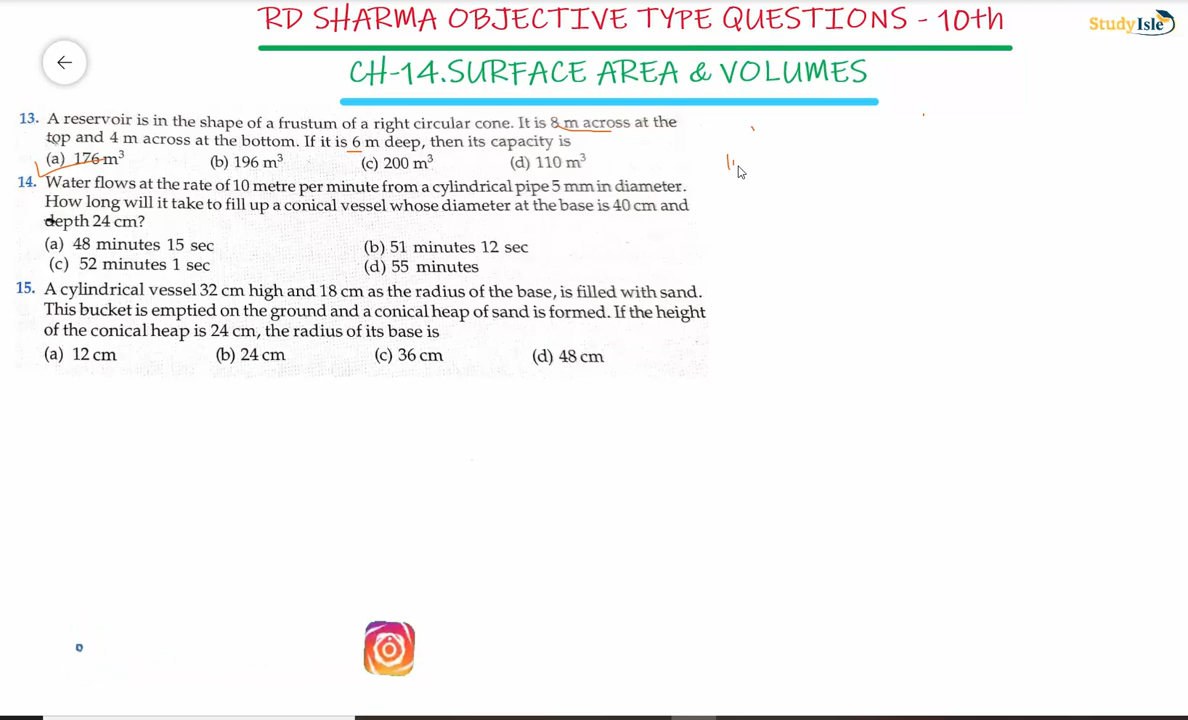 RD SHARMA OBJECTIVE TYPE QUESTIONS - 10th
StudyIsle
CH-14.SURFACE AREA & VOLUMES
13. A reservoir is in the shape of a frustum of a right circular cone. It is 8 m across at the
top and 4 m across at the bottom. If it is 6 m deep, then its capacity is
(a) 176 m³ (b) 196 m³ (c) 200 m³ (d) 110 m³
14. Water flows at the rate of 10 metre per minute from a cylindrical pipe 5 mm in diameter.
How long will it take to fill up a conical vessel whose diameter at the base is 40 cm and
depth 24 cm?
(a) 48 minutes 15 sec (b) 51 minutes 12 sec
(c) 52 minutes 1 sec (d) 55 minutes
15. A cylindrical vessel 32 cm high and 18 cm as the radius of the base, is filled with sand.
This bucket is emptied on the ground and a conical heap of sand is formed. If the height
of the conical heap is 24 cm, the radius of its base is
(a) 12 cm (b) 24 cm (c) 36 cm (d) 48 cm